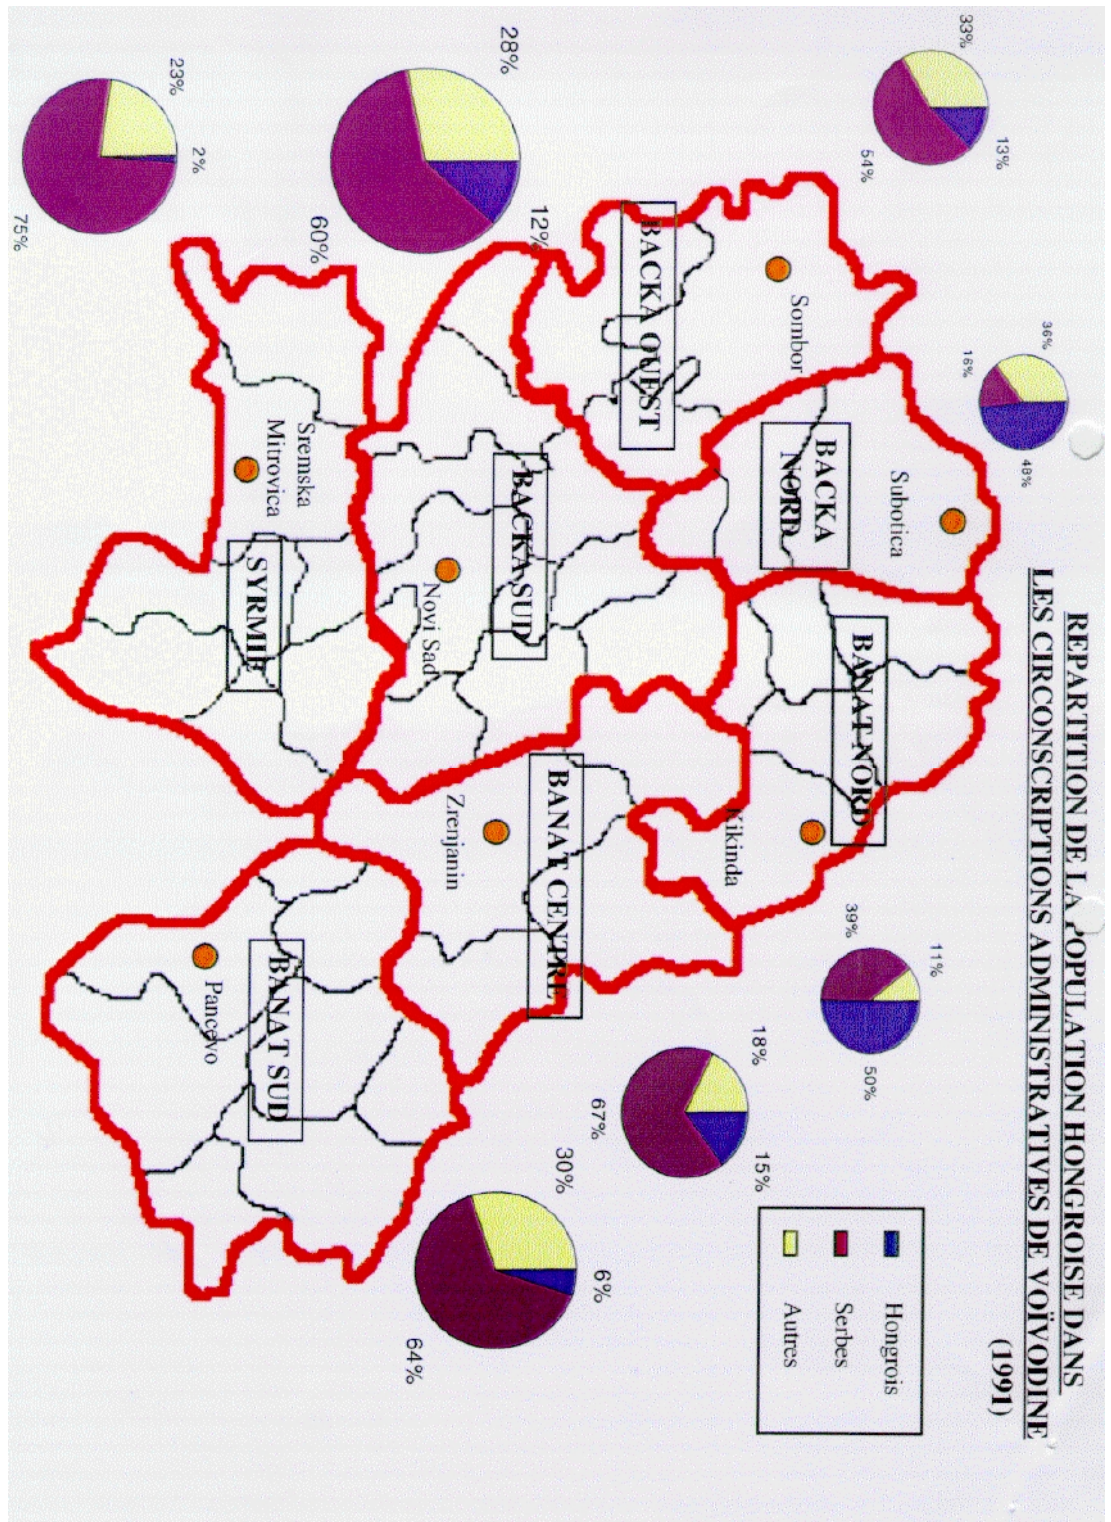 REPARTITION DE LA POPULATION HONGROISE DANS
LES CIRCONSCRIPTIONS ADMINISTRATIVES DE VOÏVODINE
(1991)
36%
16%
48%
33%
13%
54%
Subotica
Sombor
BACKA
NORD
BACKA OUEST
BANAT NORD
Kikinda
39%
11%
50%
28%
12%
60%
BACKA SUD
Novi Sad
BANAT CENTRE
Zrenjanin
18%
67%
15%
Hongrois
Serbes
Autres
23%
2%
75%
Sremska
Mitrovica
SYRMIE
BANAT SUD
Pancevo
30%
6%
64%